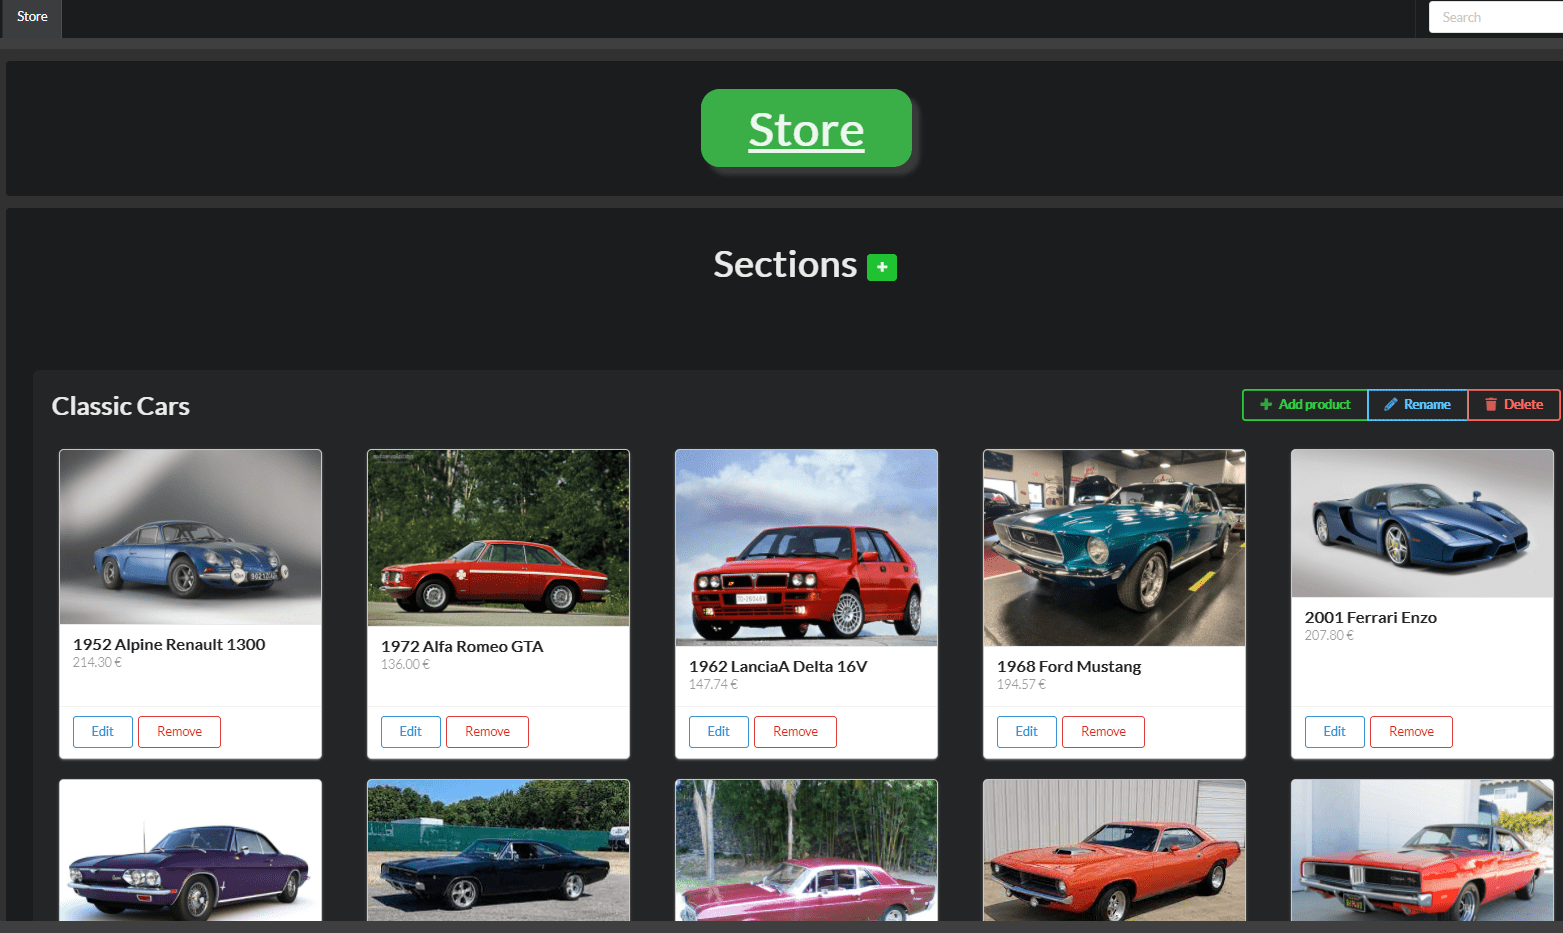 Store
Search
Store
Sections
Classic Cars
Add product
Rename
Delete
1952 Alpine Renault 1300
214.30 €
Edit
Remove
1972 Alfa Romeo GTA
136.00 €
Edit
Remove
1962 LanciaA Delta 16V
147.74 €
Edit
Remove
1968 Ford Mustang
194.57 €
Edit
Remove
2001 Ferrari Enzo
207.80 €
Edit
Remove